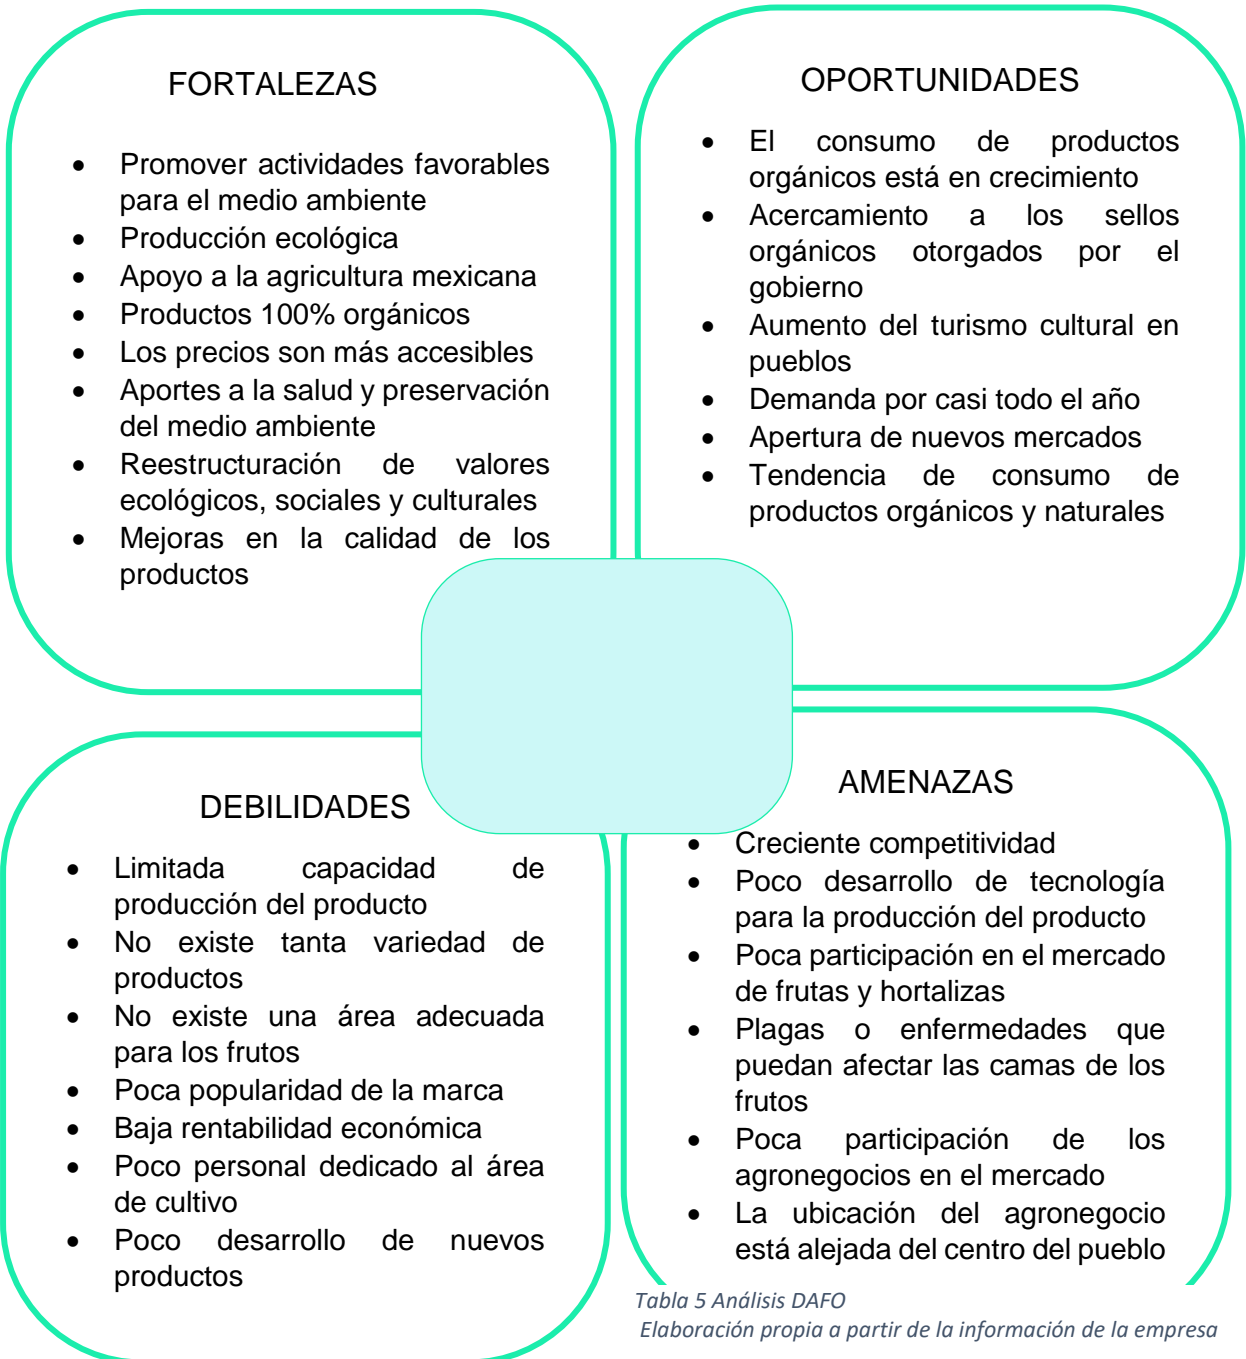 FORTALEZAS
• Promover actividades favorables
para el medio ambiente
• Producción ecológica
• Apoyo a la agricultura mexicana
• Productos 100% orgánicos
• Los precios son más accesibles
• Aportes a la salud y preservación
del medio ambiente
• Reestructuración de valores
ecológicos, sociales y culturales
• Mejoras en la calidad de los
productos
OPORTUNIDADES
• El consumo de productos
orgánicos está en crecimiento
• Acercamiento a los sellos
orgánicos otorgados por el
gobierno
• Aumento del turismo cultural en
pueblos
• Demanda por casi todo el año
• Apertura de nuevos mercados
• Tendencia de consumo de
productos orgánicos y naturales
DEBILIDADES
• Limitada capacidad de
producción del producto
• No existe tanta variedad de
productos
• No existe una área adecuada
para los frutos
• Poca popularidad de la marca
• Baja rentabilidad económica
• Poco personal dedicado al área
de cultivo
• Poco desarrollo de nuevos
productos
AMENAZAS
• Creciente competitividad
• Poco desarrollo de tecnología
para la producción del producto
• Poca participación en el mercado
de frutas y hortalizas
• Plagas o enfermedades que
puedan afectar las camas de los
frutos
• Poca participación de los
agronegocios en el mercado
• La ubicación del agronegocio
está alejada del centro del pueblo
Tabla 5 Análisis DAFO
Elaboración propia a partir de la información de la empresa